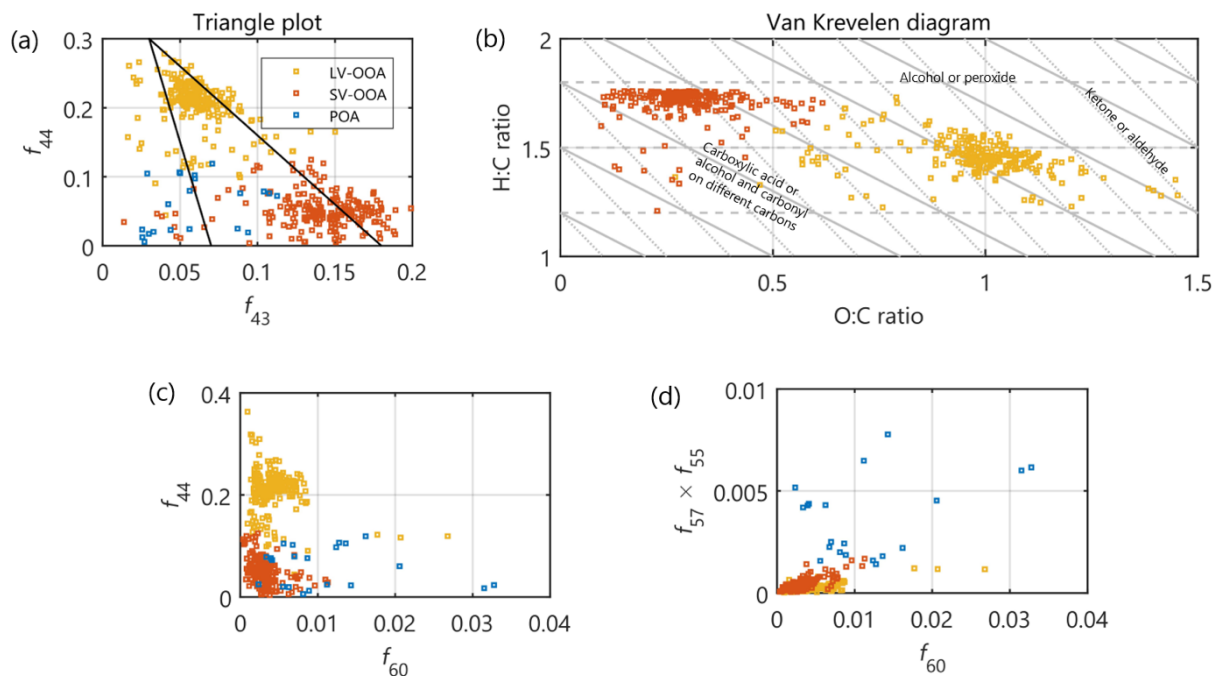 Triangle plot
(a)
0.3
0.2
0.1
0
f44
LV-OOA
SV-OOA
POA
0
0.05
0.1
0.15
0.2
f43
Van Krevelen diagram
(b)
2
1.5
1
H:C ratio
Alcohol or peroxide
Ketone or aldehyde
Carboxylic acid or
alcohol and carbonyl
on different carbons
0
0.5
1
1.5
O:C ratio
(c)
0.4
0.2
0
f44
0
0.01
0.02
0.03
0.04
f60
(d)
0.01
0.005
0
f57 × f55
0
0.01
0.02
0.03
0.04
f60